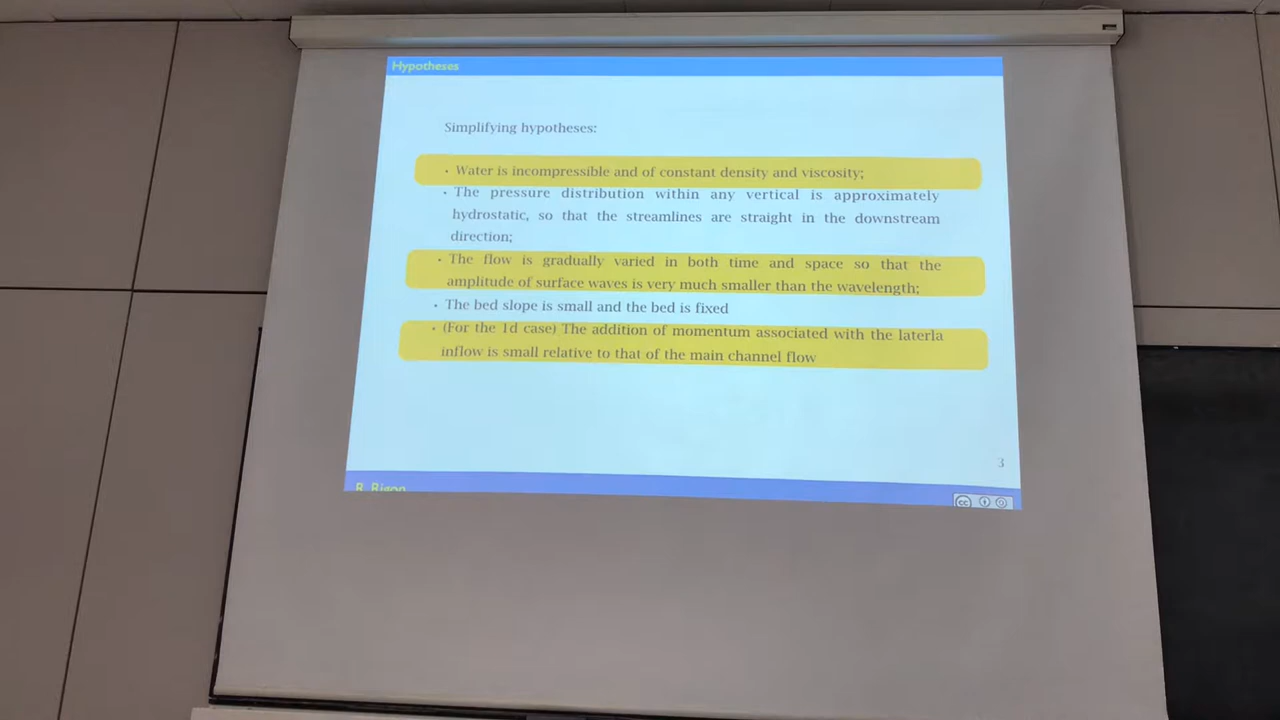 Hypotheses
Simplifying hypotheses:
• Water is incompressible and of constant density and viscosity;
• The pressure distribution within any vertical is approximately
hydrostatic, so that the streamlines are straight in the downstream
direction;
• The flow is gradually varied in both time and space so that the
amplitude of surface waves is very much smaller than the wavelength;
• The bed slope is small and the bed is fixed
• (For the 1d case) The addition of momentum associated with the laterla
inflow is small relative to that of the main channel flow
3
R. Rigon
cc